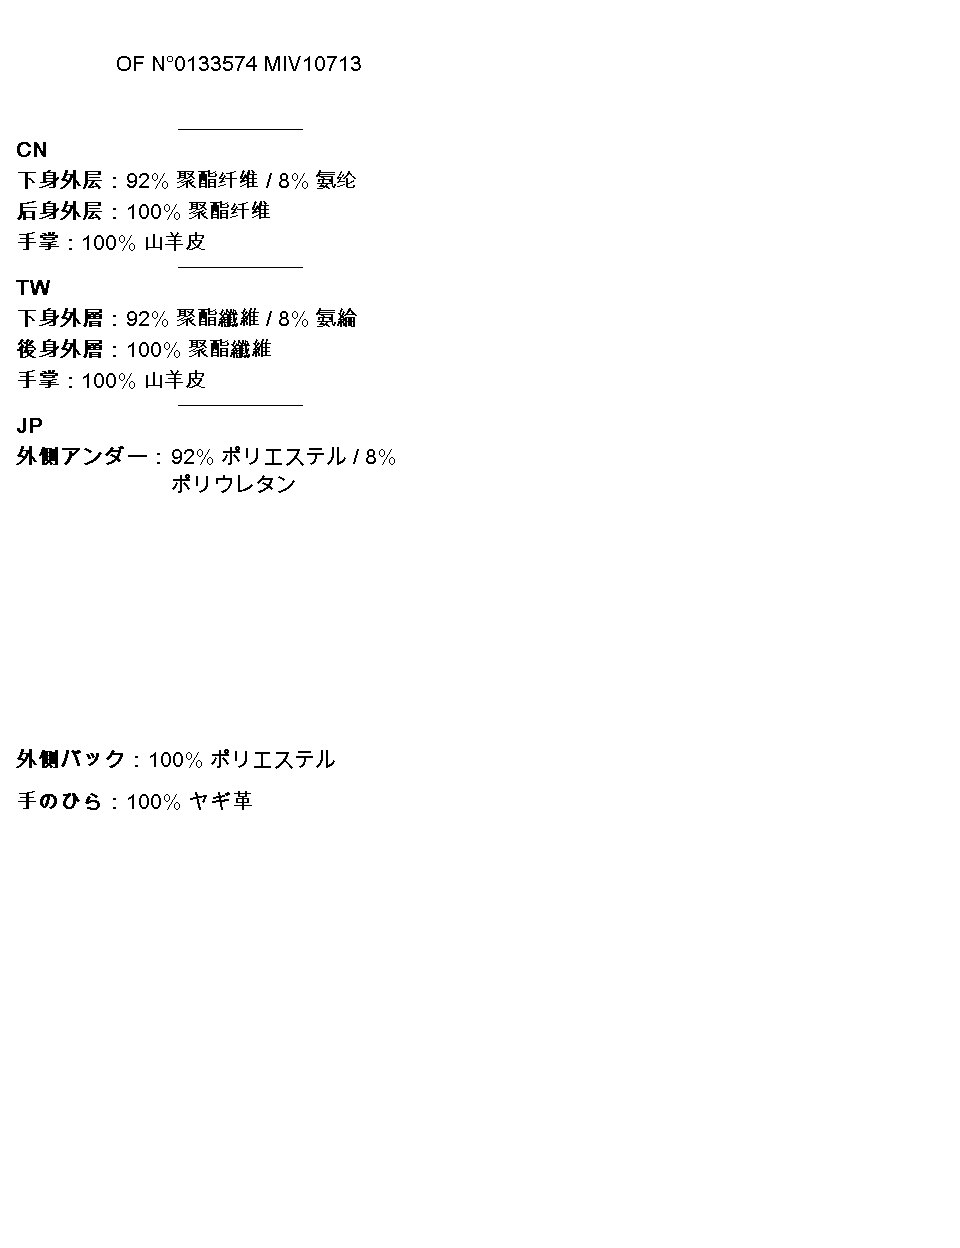 OF N°0133574 MIV10713
CN
下身外层 : 92% 聚酯纤维 / 8% 氨纶
后身外层 : 100% 聚酯纤维
手掌 : 100% 山羊皮
TW
下身外層 : 92% 聚酯纖維 / 8% 氨綸
後身外層 : 100% 聚酯纖維
手掌 : 100% 山羊皮
JP
外側アンダー : 92% ポリエステル / 8%
ポリウレタン
外側バック : 100% ポリエステル
手のひら : 100% ヤギ革